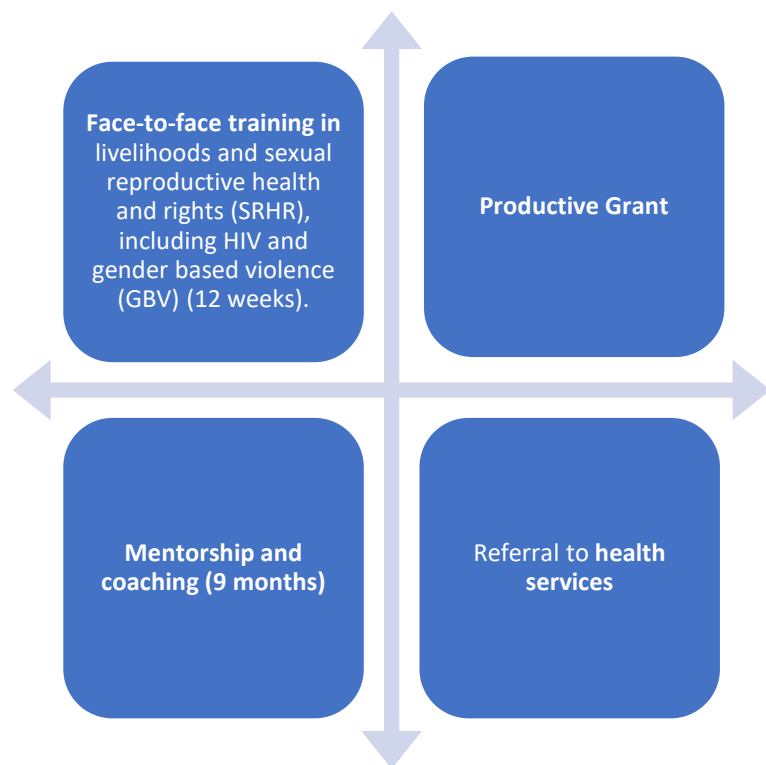 Face-to-face training in
livelihoods and sexual
reproductive health
and rights (SRHR),
including HIV and
gender based violence
(GBV) (12 weeks).
Productive Grant
Mentorship and
coaching (9 months)
Referral to health
services